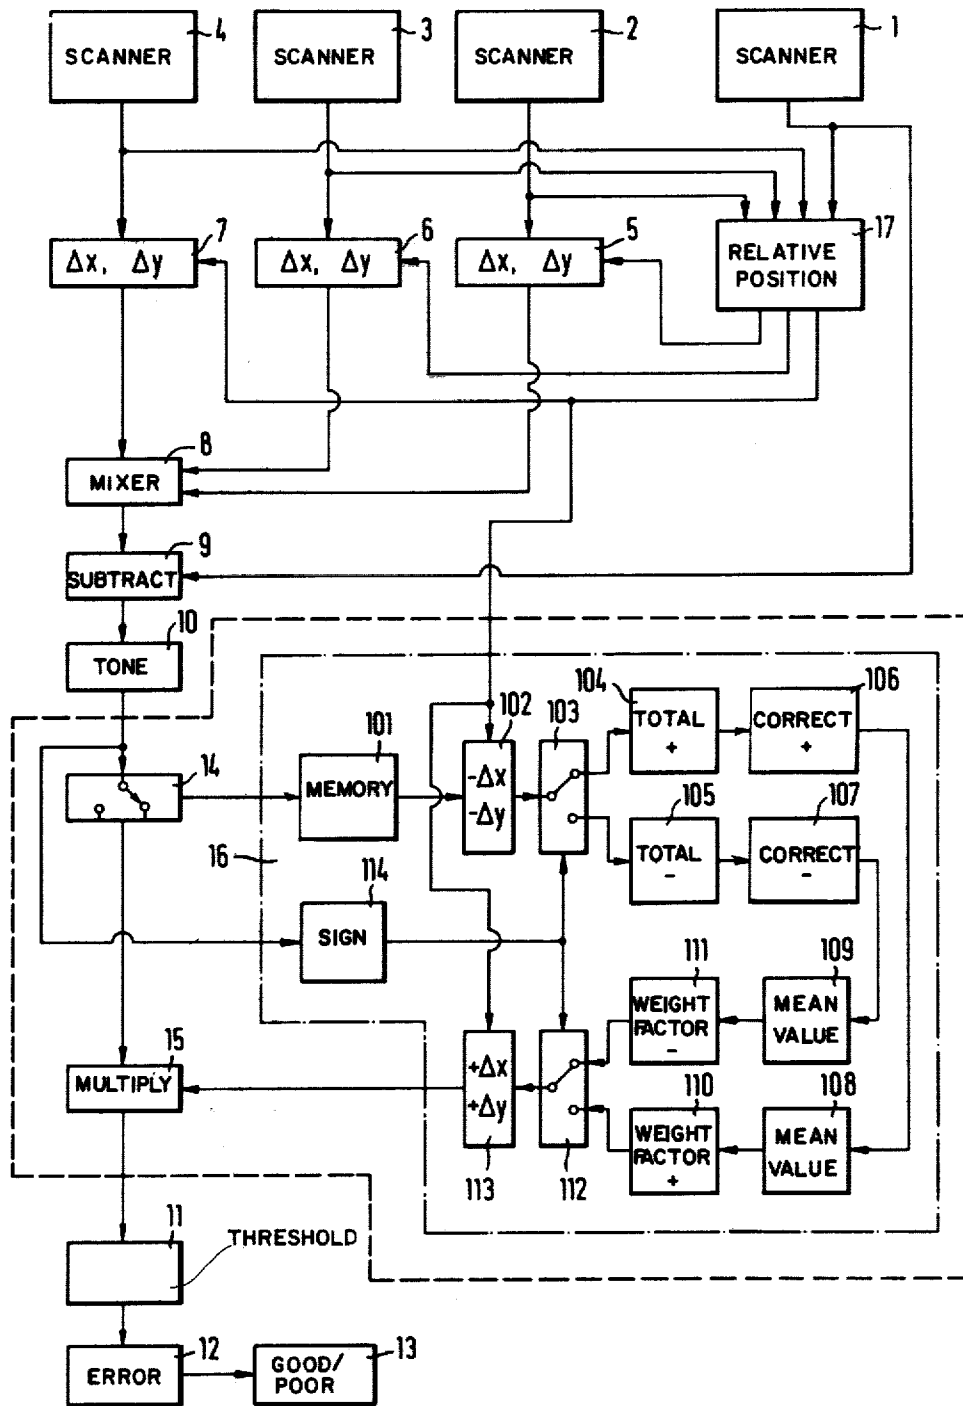 4
3
2
1
SCANNER
SCANNER
SCANNER
SCANNER
7
6
5
17
Δx, Δy
Δx, Δy
Δx, Δy
RELATIVE
POSITION
8
MIXER
9
SUBTRACT
10
TONE
14
16
101
MEMORY
102
-Δx
-Δy
103
104
TOTAL
+
106
CORRECT
+
105
TOTAL
-
107
CORRECT
-
114
SIGN
111
WEIGHT
FACTOR
-
109
MEAN
VALUE
15
MULTIPLY
+Δx
+Δy
113
112
110
WEIGHT
FACTOR
+
108
MEAN
VALUE
11
THRESHOLD
12
ERROR
13
GOOD/
POOR